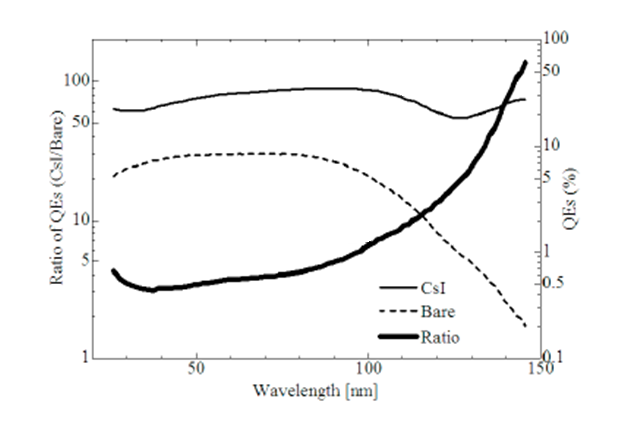 Ratio of QEs (CsI/Bare)
100
50
10
5
1
100
50
10
5
1
0.5
0.1
QEs (%)
CsI
Bare
Ratio
50
100
150
Wavelength [nm]